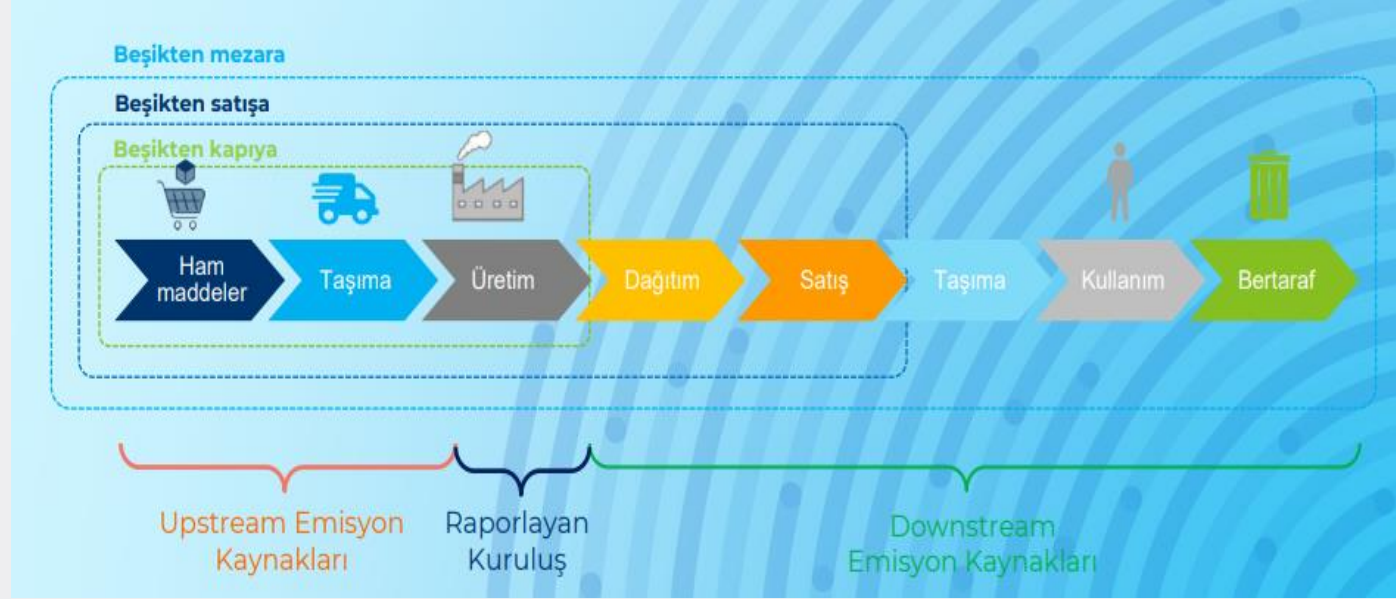 Beşikten mezara
Beşikten satışa
Beşikten kapıya
Ham
maddeler
Taşıma
Üretim
Dağıtım
Satış
Taşıma
Kullanım
Bertaraf
Upstream Emisyon
Kaynakları
Raporlayan
Kuruluş
Downstream
Emisyon Kaynakları